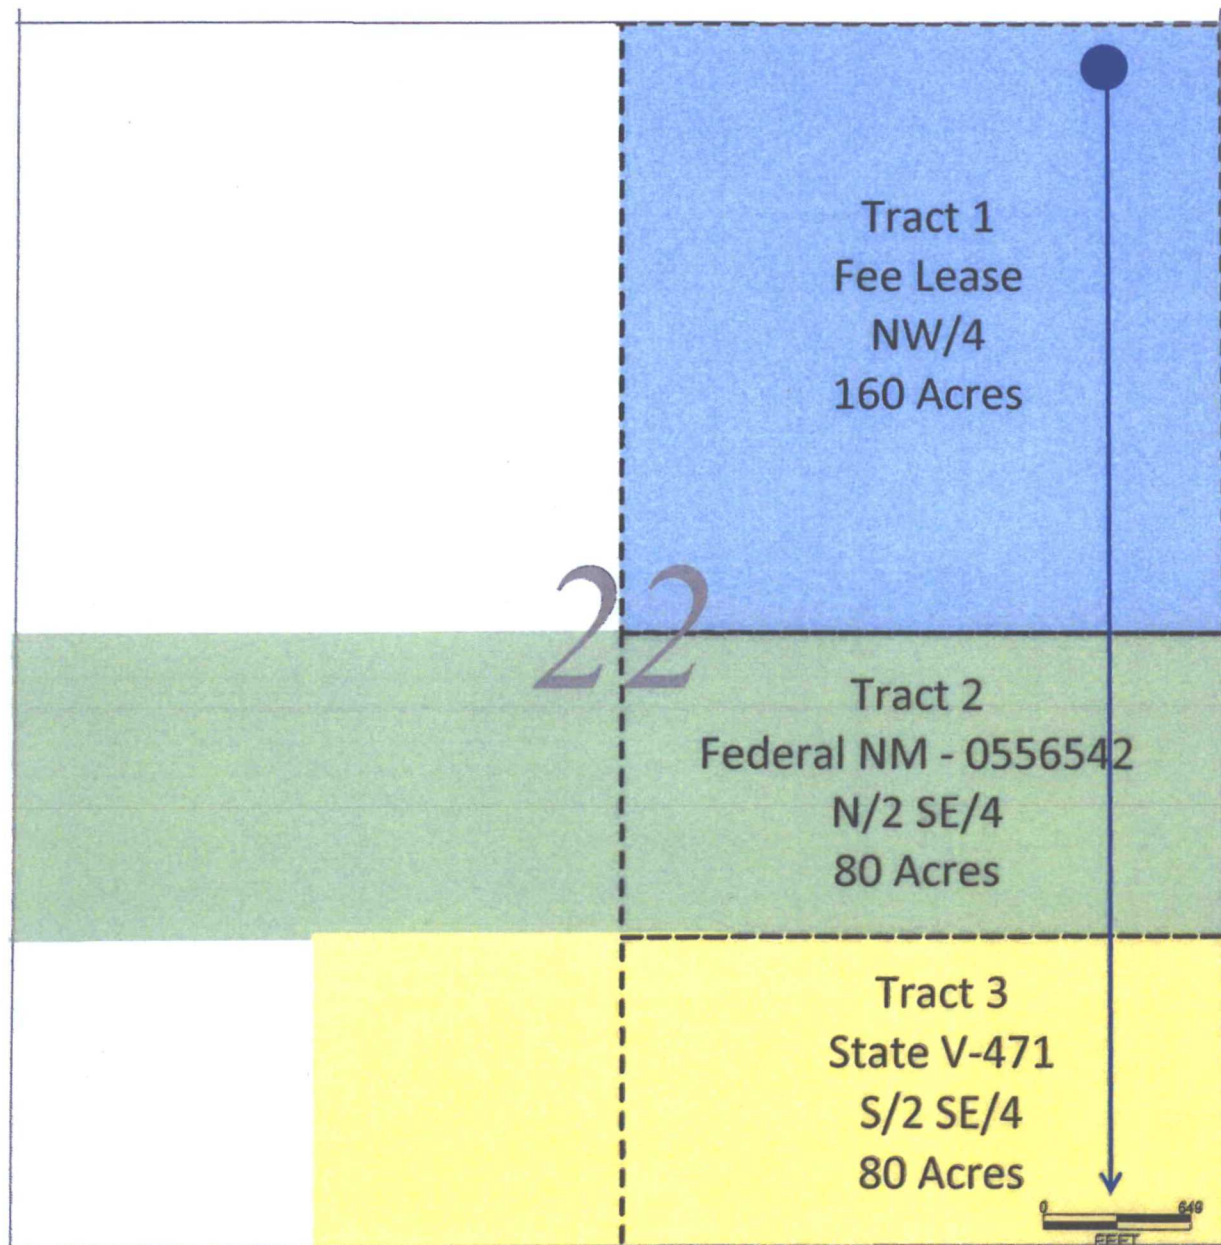 Tract 1
Fee Lease
NW/4
160 Acres
22
Tract 2
Federal NM - 0556542
N/2 SE/4
80 Acres
Tract 3
State V-471
S/2 SE/4
80 Acres
0 649
FEET